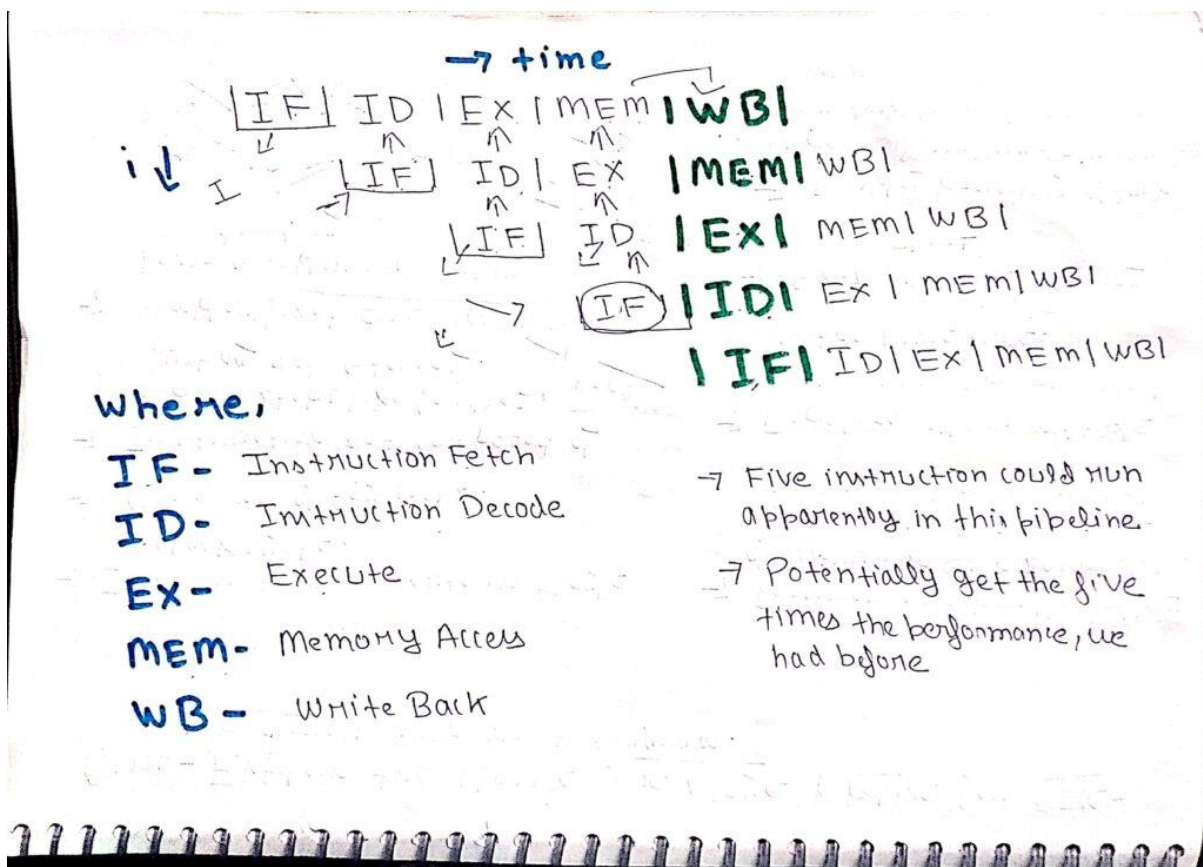 → time
|IF| ID | EX | MEM |WB|
i ↓ I |IF| ID | EX |MEM| WB|
|IF| ID |EX| MEM| WB|
→ |IF| |ID| EX | MEM|WB|
|IF| ID|EX|MEM|WB|
Where,
IF- Instruction Fetch
ID- Instruction Decode
EX- Execute
MEM- Memory Access
WB- Write Back
→ Five instruction could run
apparently in this pipeline
→ Potentially get the five
times the performance, we
had before